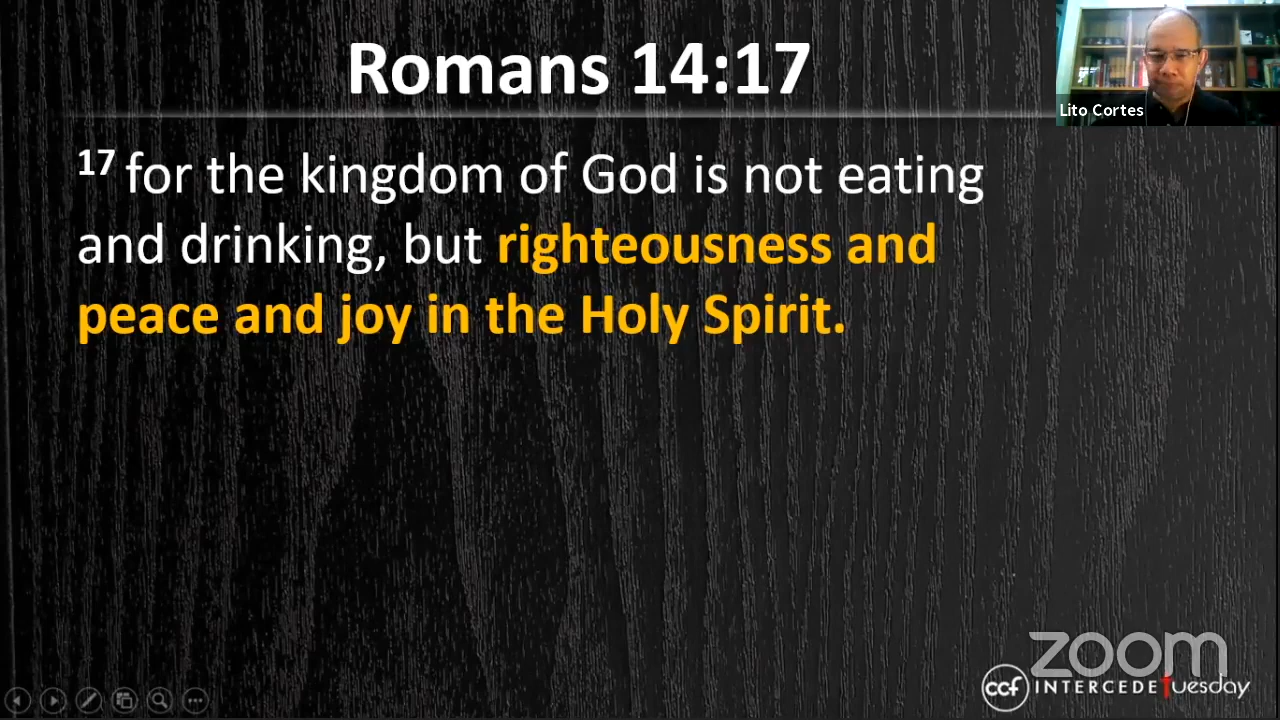 Romans 14:17
Lito Cortes
17 for the kingdom of God is not eating
and drinking, but righteousness and
peace and joy in the Holy Spirit.
zoom
ccf INTERCEDE Tuesday